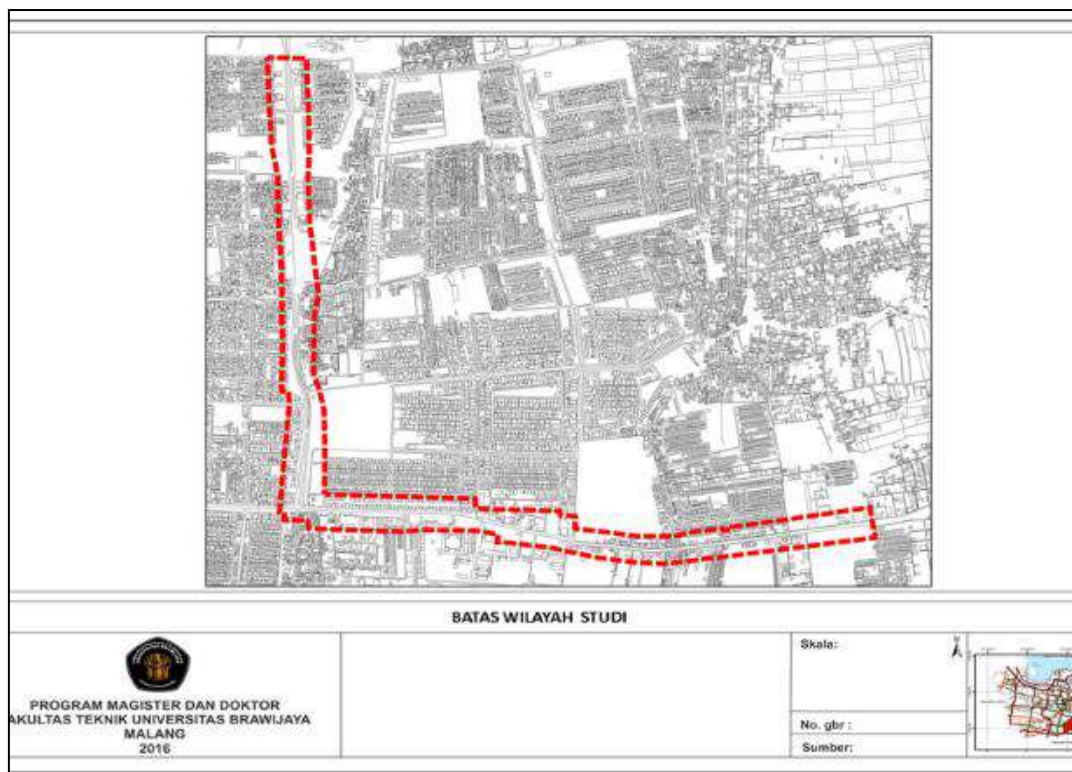 BATAS WILAYAH STUDI
PROGRAM MAGISTER DAN DOKTOR
AKULTAS TEKNIK UNIVERSITAS BRAWIJAYA
MALANG
2016
Skala:
No. gbr :
Sumber: